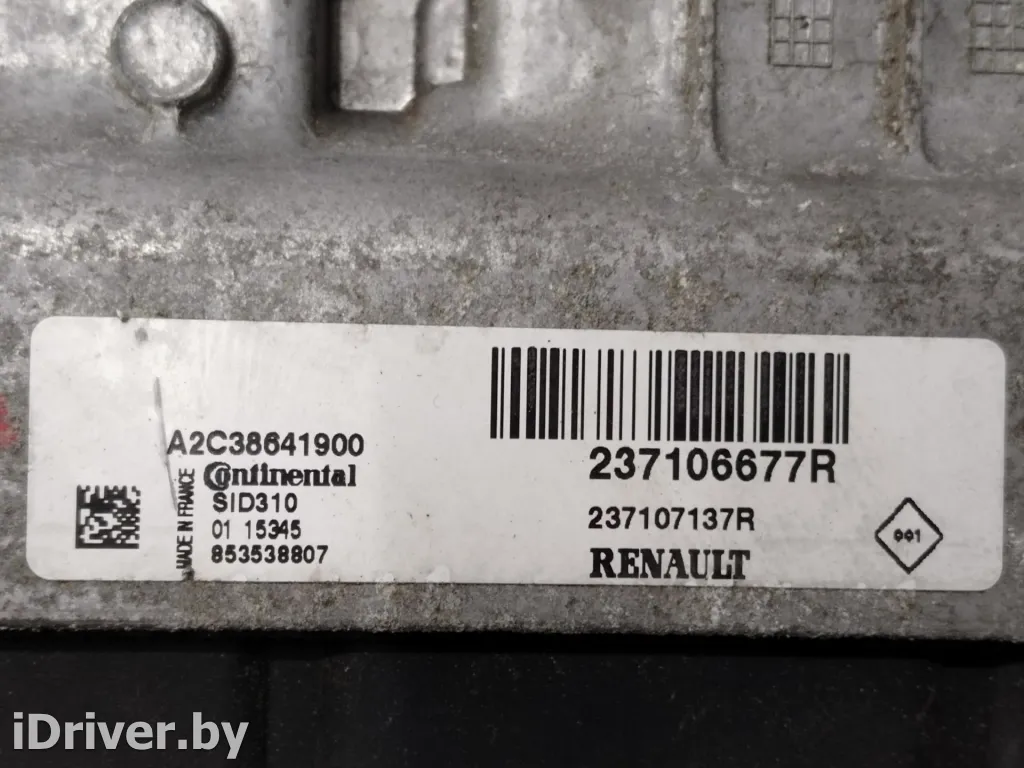 A2C38641900
Continental
SID310
01 15345
853538807
MADE IN FRANCE
237106677R
237107137R
RENAULT
001
iDriver.by